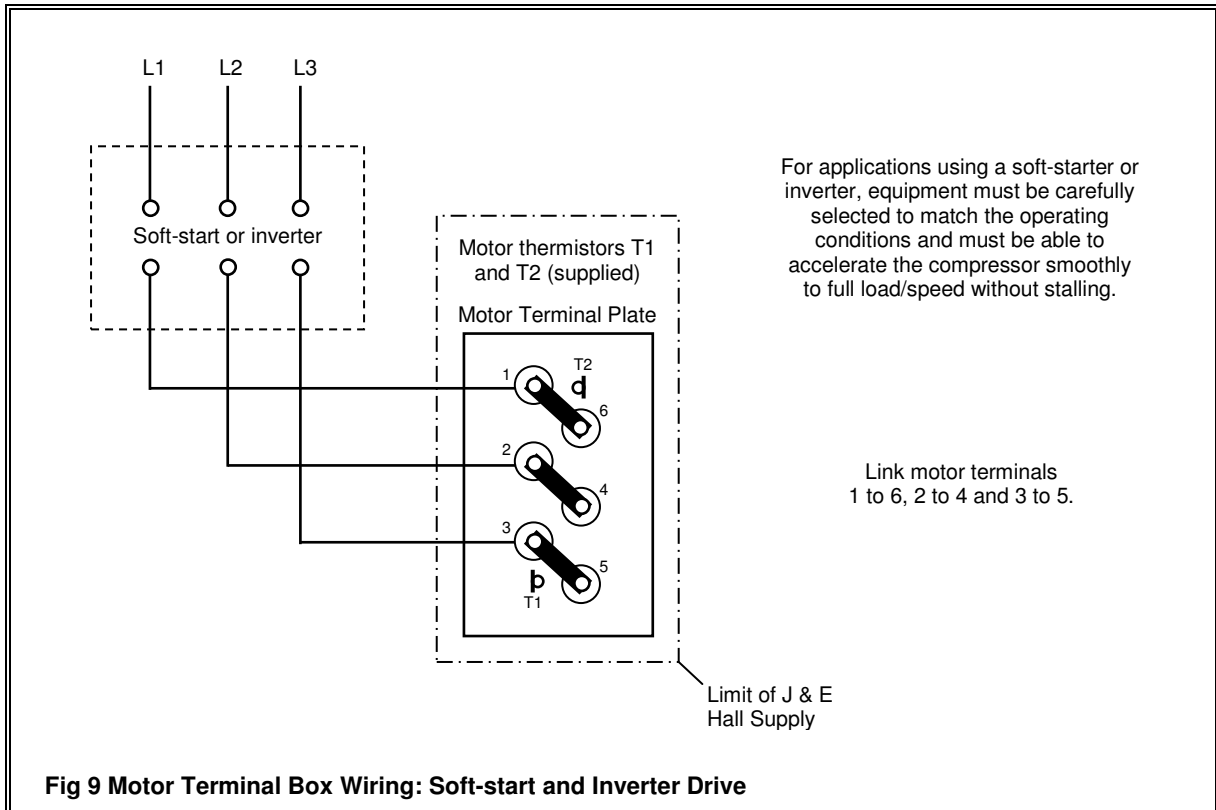 L1 L2 L3
Soft-start or inverter
For applications using a soft-starter or
inverter, equipment must be carefully
selected to match the operating
conditions and must be able to
accelerate the compressor smoothly
to full load/speed without stalling.
Motor thermistors T1
and T2 (supplied)
Motor Terminal Plate
1
T2
6
2
4
3
5
T1
Link motor terminals
1 to 6, 2 to 4 and 3 to 5.
Limit of J & E
Hall Supply
Fig 9 Motor Terminal Box Wiring: Soft-start and Inverter Drive